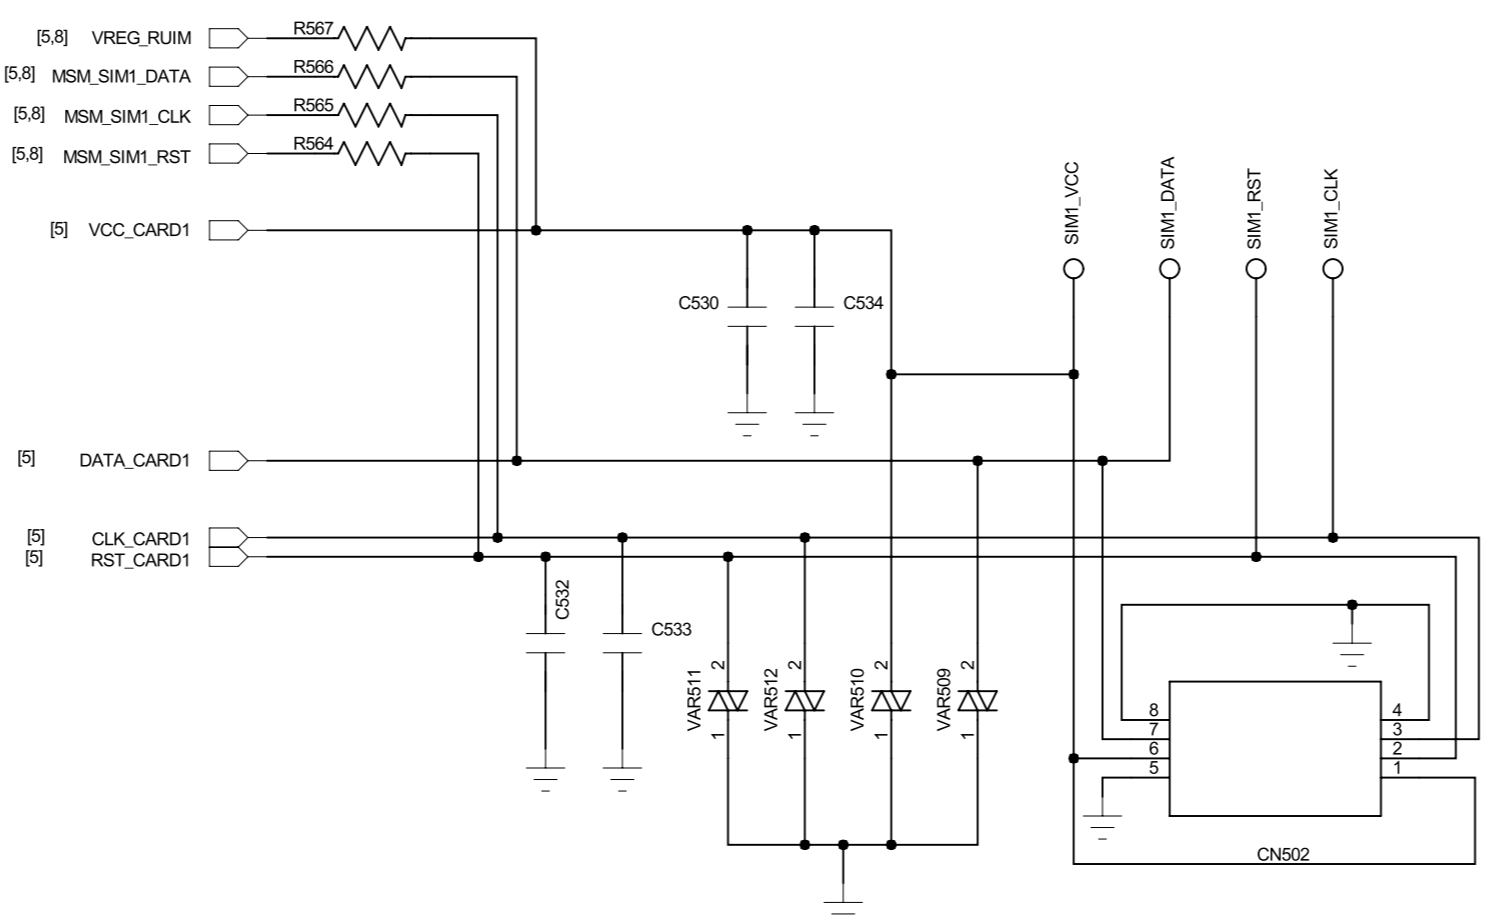 [5,8] VREG_RUIM R567
[5,8] MSM_SIM1_DATA R566
[5,8] MSM_SIM1_CLK R565
[5,8] MSM_SIM1_RST R564
SIM1_VCC
SIM1_DATA
SIM1_RST
SIM1_CLK
[5] VCC_CARD1
C530 C534
[5] DATA_CARD1
[5] CLK_CARD1
[5] RST_CARD1
C532
C533
VAR511 2 1
VAR512 2 1
VAR510 2 1
VAR509 2 1
8 4
7 3
6 2
5 1
CN502